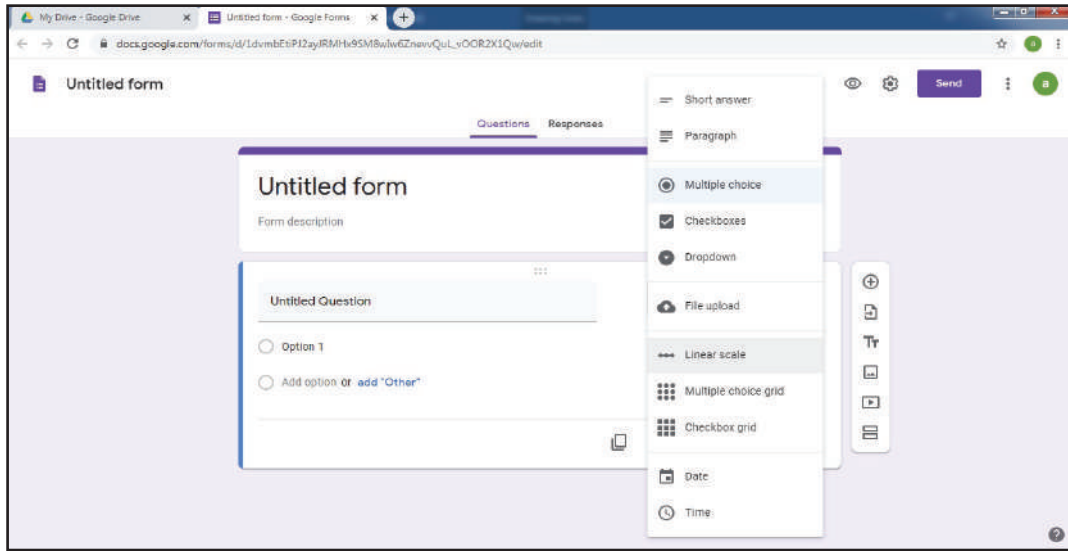 My Drive - Google Drive
Untitled form - Google Forms
Untitled form
Send
a
a
Questions Responses
Untitled form
Form description
Untitled Question
Option 1
Add option or add "Other"
Short answer
Paragraph
Multiple choice
Checkboxes
Dropdown
File upload
Linear scale
Multiple choice grid
Checkbox grid
Date
Time
Tт